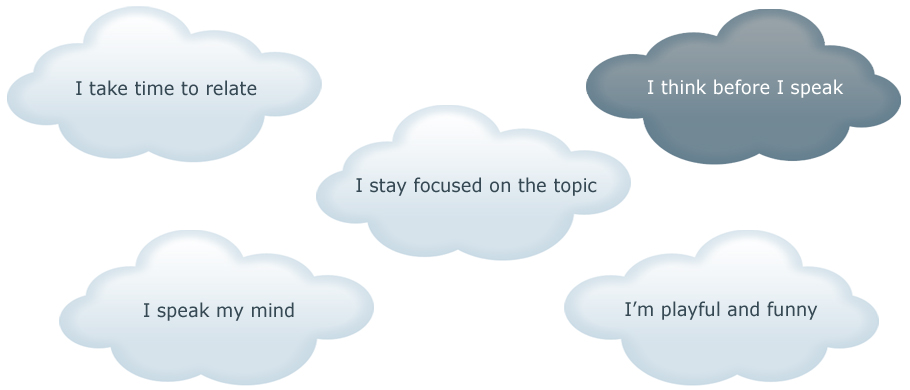 I take time to relate
I think before I speak
I stay focused on the topic
I speak my mind
I’m playful and funny